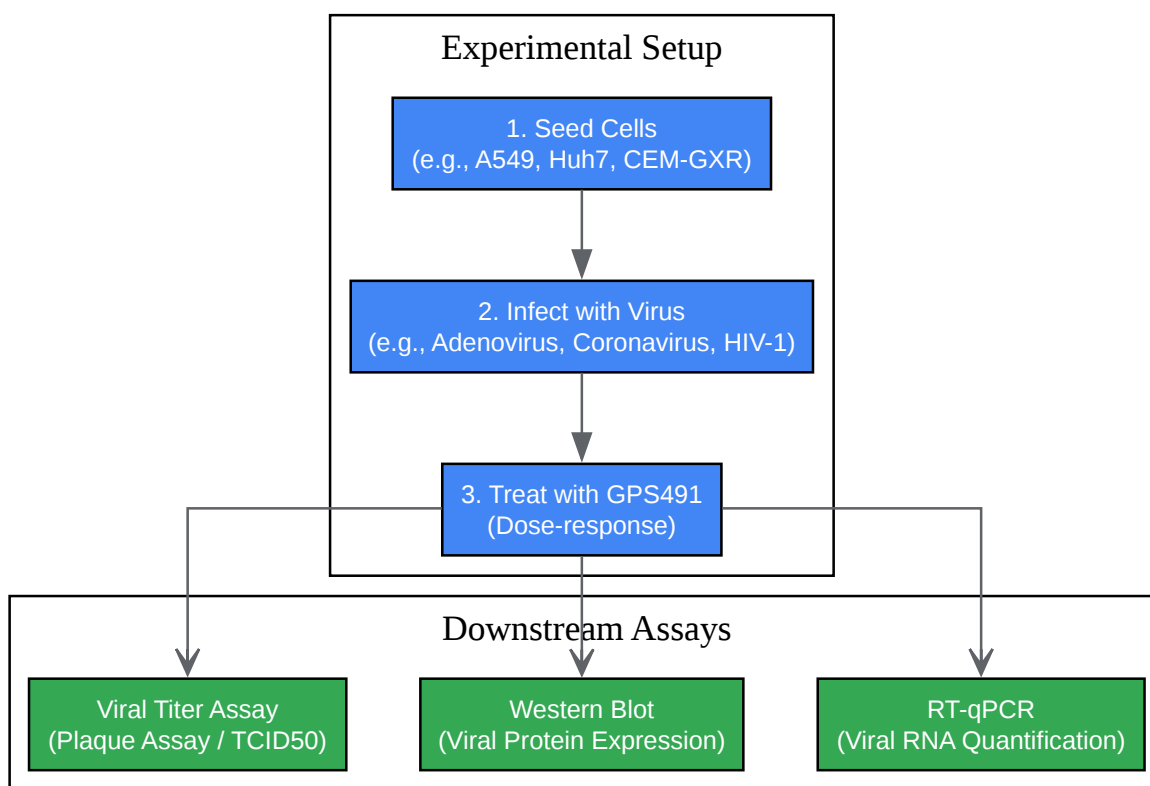 Experimental Setup
1. Seed Cells
(e.g., A549, Huh7, CEM-GXR)
2. Infect with Virus
(e.g., Adenovirus, Coronavirus, HIV-1)
3. Treat with GPS491
(Dose-response)
Downstream Assays
Viral Titer Assay
(Plaque Assay / TCID50)
Western Blot
(Viral Protein Expression)
RT-qPCR
(Viral RNA Quantification)